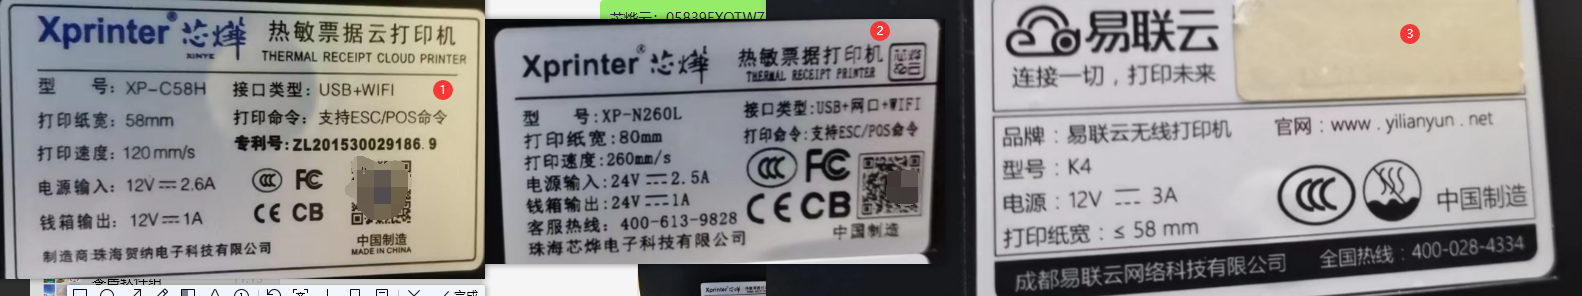 Xprinter® 芯烨
XINYE
热敏票据云打印机
THERMAL RECEIPT CLOUD PRINTER
型 号: XP-C58H
接口类型: USB+WIFI
1
打印纸宽: 58mm
打印命令: 支持ESC/POS命令
打印速度: 120mm/s
专利号: ZL201530029186.9
电源输入: 12V 2.6A
CCC FC
钱箱输出: 12V 1A
CE CB
中国制造
MADE IN CHINA
制造商:珠海贺纳电子科技有限公司
2
Xprinter® 芯烨
热敏票据打印机
THERMAL RECEIPT PRINTER
型 号:XP-N260L
接口类型:USB+网口+WIFI
打印纸宽:80mm
打印命令:支持ESC/POS命令
打印速度:260mm/s
电源输入:24V 2.5A
CCC FC
钱箱输出:24V 1A
CE CB
客服热线: 400-613-9828
中国制造
珠海芯烨电子科技有限公司
易联云
3
连接一切，打印未来
品牌: 易联云无线打印机
官网: www.yilianyun.net
型号: K4
电源: 12V 3A
CCC
中国制造
打印纸宽: ≤ 58 mm
成都易联云网络科技有限公司
全国热线: 400-028-4334
完成